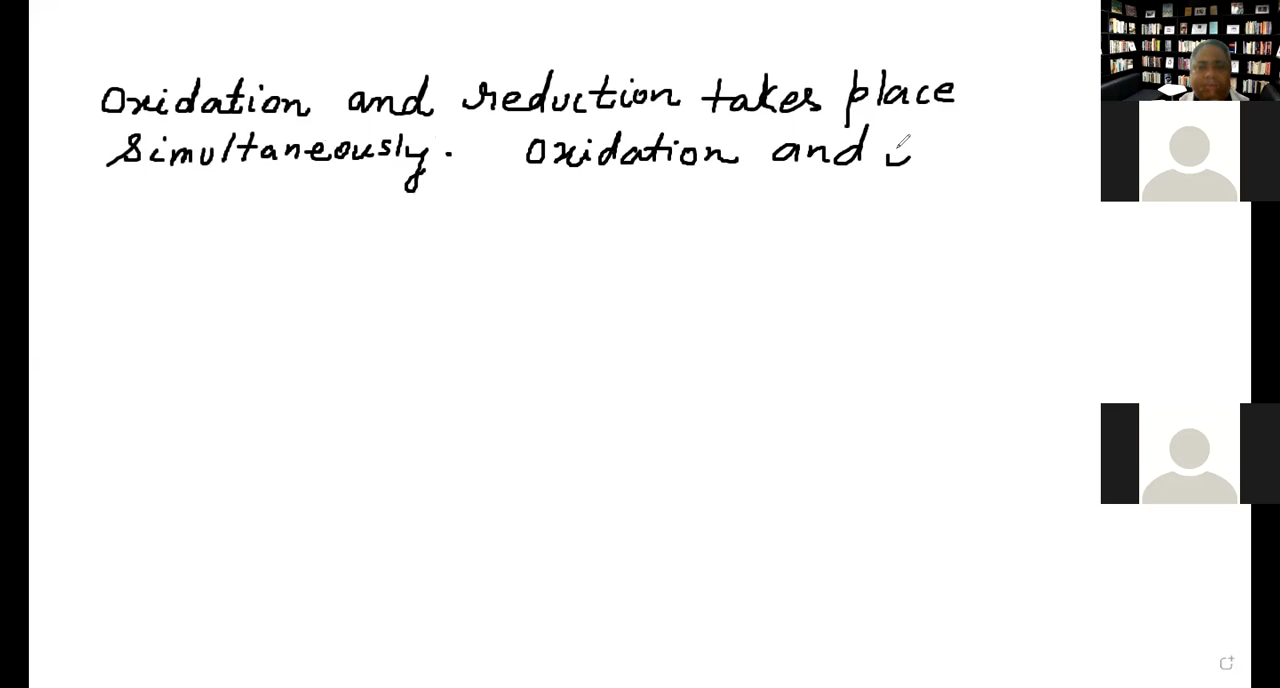 Oxidation and reduction takes place
simultaneously. Oxidation and